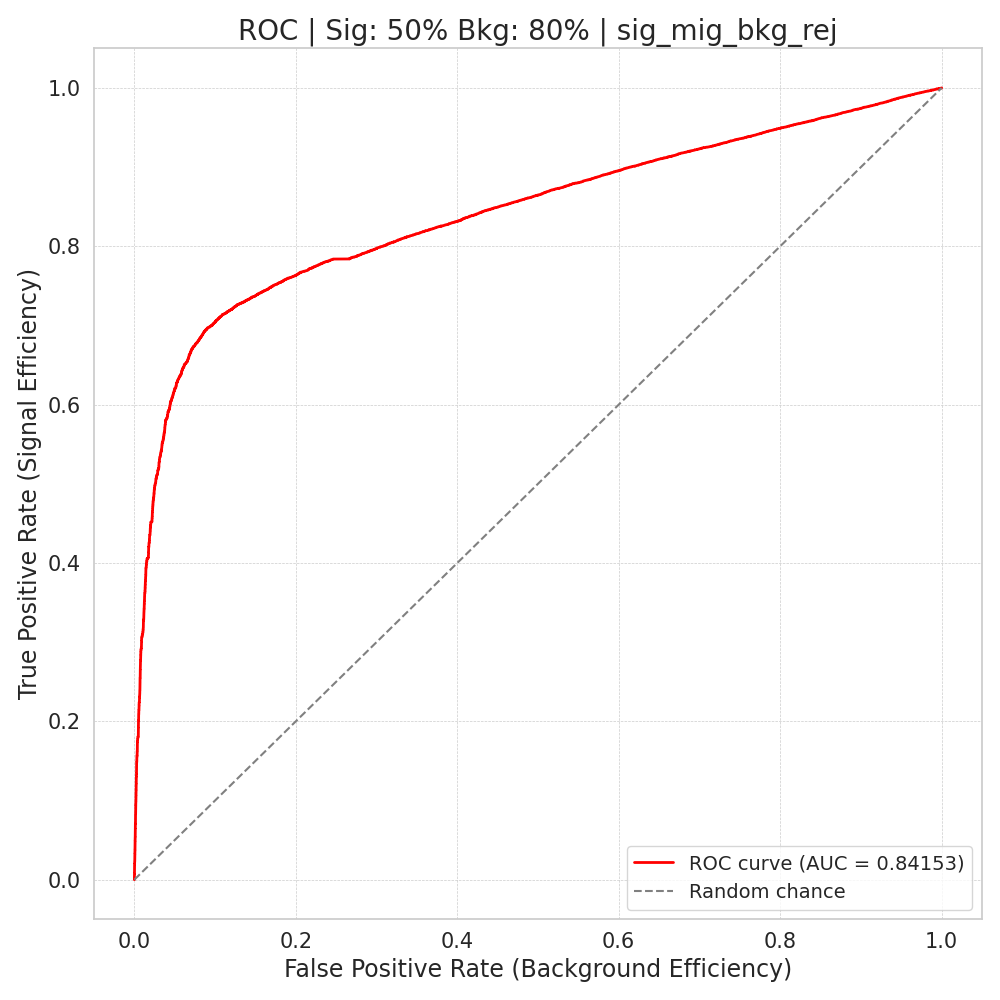 ROC | Sig: 50% Bkg: 80% | sig_mig_bkg_rej
True Positive Rate (Signal Efficiency)
1.0
0.8
0.6
0.4
0.2
0.0
ROC curve (AUC = 0.84153)
Random chance
0.0 0.2 0.4 0.6 0.8 1.0
False Positive Rate (Background Efficiency)